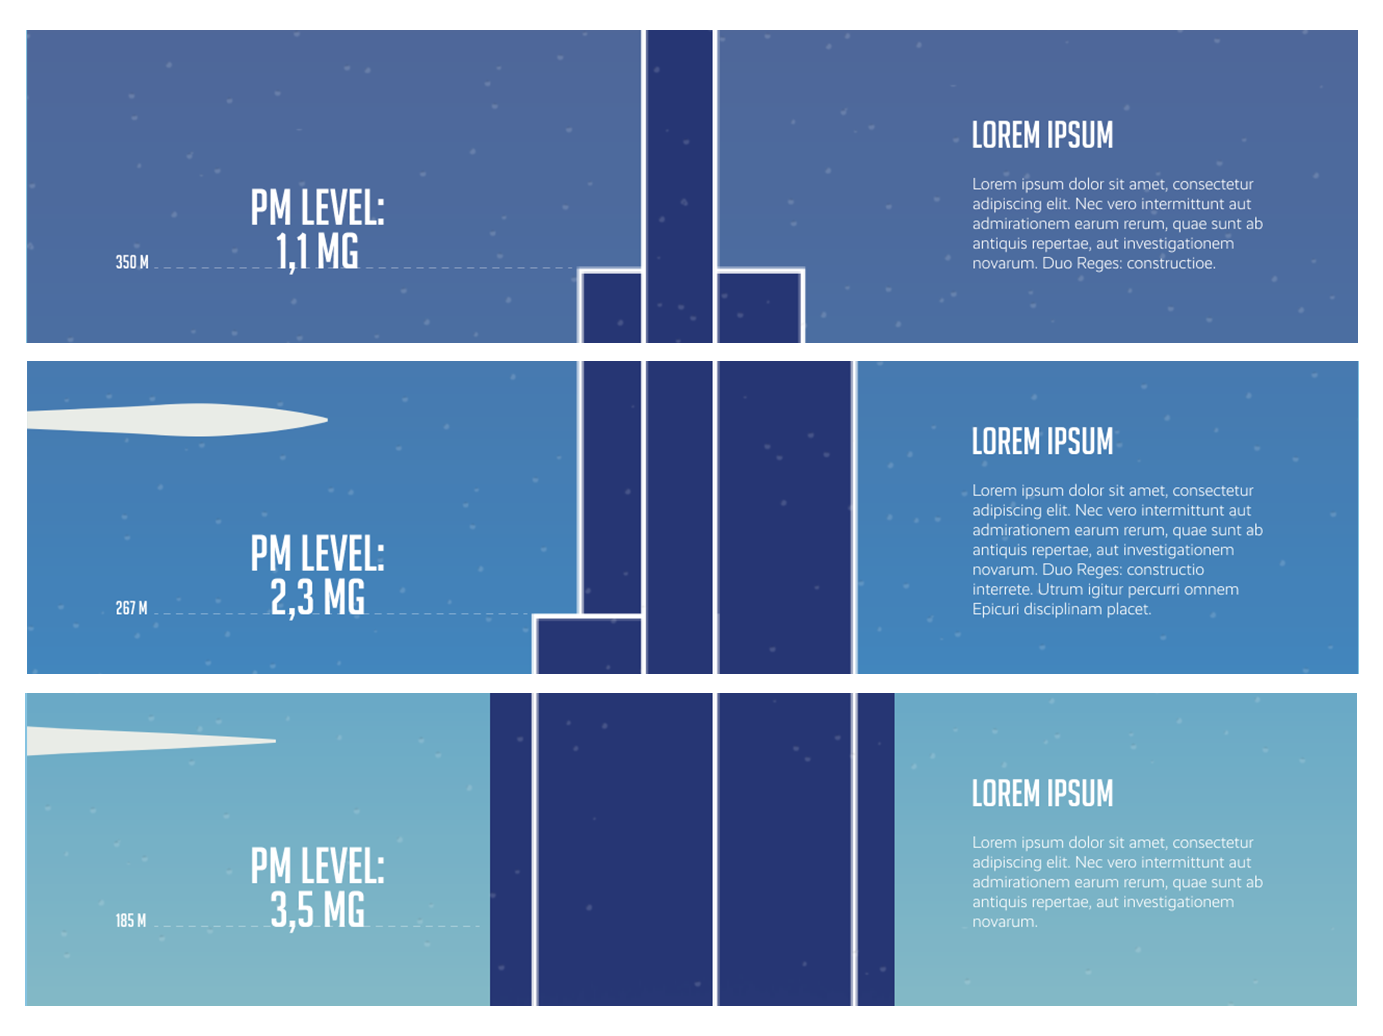 PM LEVEL:
1,1 MG
350 M
LOREM IPSUM
Lorem ipsum dolor sit amet, consectetur
adipiscing elit. Nec vero intermittunt aut
admirationem earum rerum, quae sunt ab
antiquis repertae, aut investigationem
novarum. Duo Reges: constructioe.
PM LEVEL:
2,3 MG
267 M
LOREM IPSUM
Lorem ipsum dolor sit amet, consectetur
adipiscing elit. Nec vero intermittunt aut
admirationem earum rerum, quae sunt ab
antiquis repertae, aut investigationem
novarum. Duo Reges: constructio
interrete. Utrum igitur percurri omnem
Epicuri disciplinam placet.
PM LEVEL:
3,5 MG
185 M
LOREM IPSUM
Lorem ipsum dolor sit amet, consectetur
adipiscing elit. Nec vero intermittunt aut
admirationem earum rerum, quae sunt ab
antiquis repertae, aut investigationem
novarum.